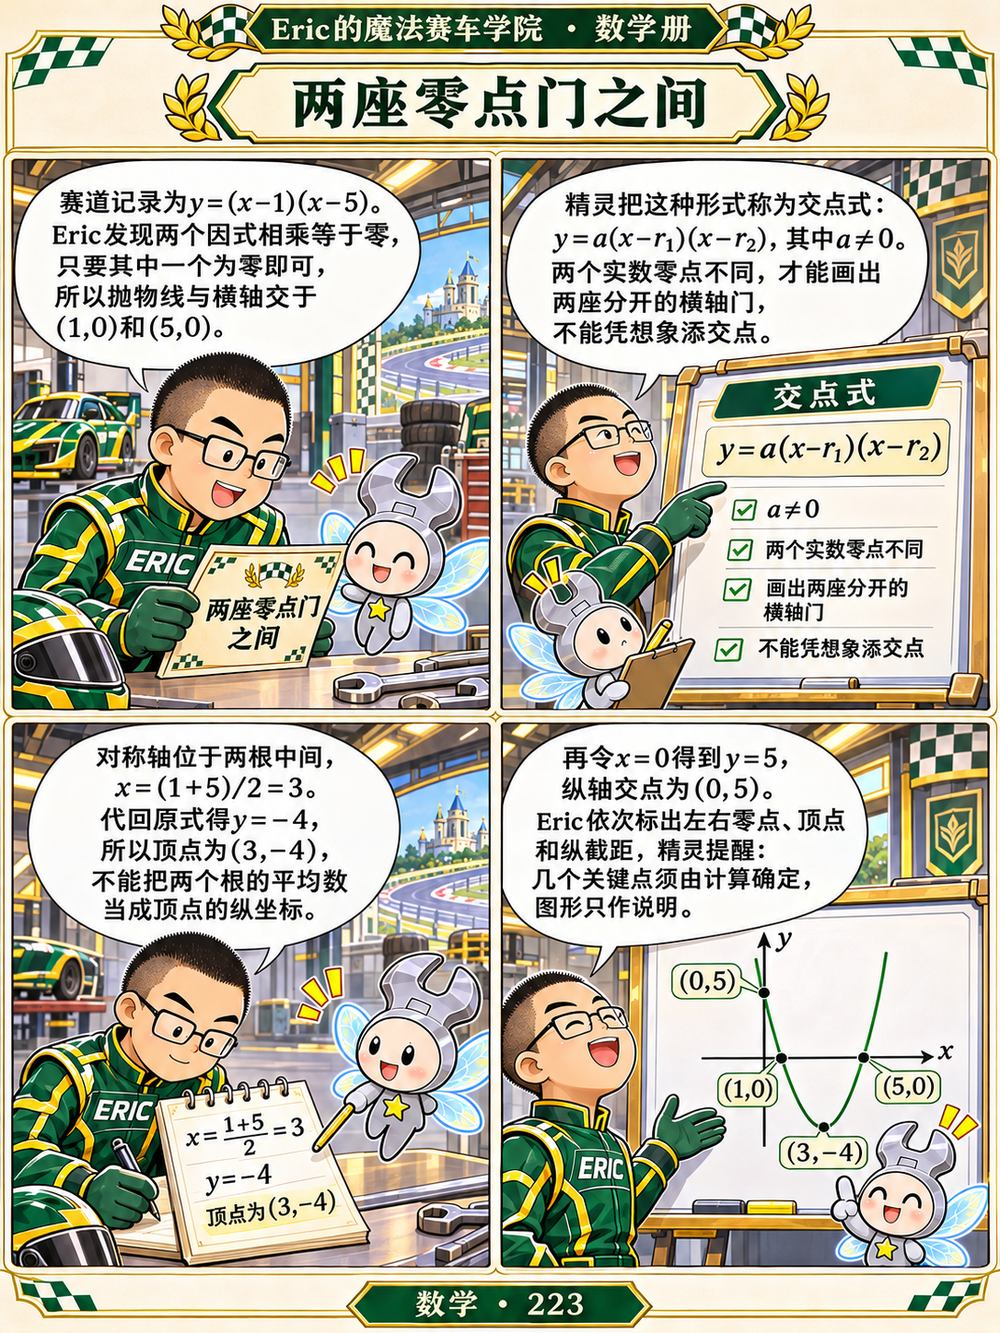 Eric的魔法赛车学院 · 数学册
两座零点门之间
赛道记录为y=(x−1)(x−5)。
Eric发现两个因式相乘等于零，
只要其中一个为零即可，
所以抛物线与横轴交于
(1,0)和(5,0)。
ERIC
两座零点门
之间
精灵把这种形式称为交点式：
y=a(x−r₁)(x−r₂)，其中a≠0。
两个实数零点不同，才能画出
两座分开的横轴门，
不能凭想象添交点。
交点式
y=a(x−r₁)(x−r₂)
a≠0
两个实数零点不同
画出两座分开的
横轴门
不能凭想象添交点
对称轴位于两根中间，
x=(1+5)/2=3。
代回原式得y=−4，
所以顶点为(3,−4)，
不能把两个根的平均数
当成顶点的纵坐标。
ERIC
x=\frac{1+5}{2}=3
y=−4
顶点为(3,−4)
再令x=0得到y=5，
纵轴交点为(0,5)。
Eric依次标出左右零点、顶点
和纵截距，精灵提醒：
几个关键点须由计算确定，
图形只作说明。
y
(0,5)
x
(1,0)
(5,0)
(3,−4)
ERIC
数学 · 223